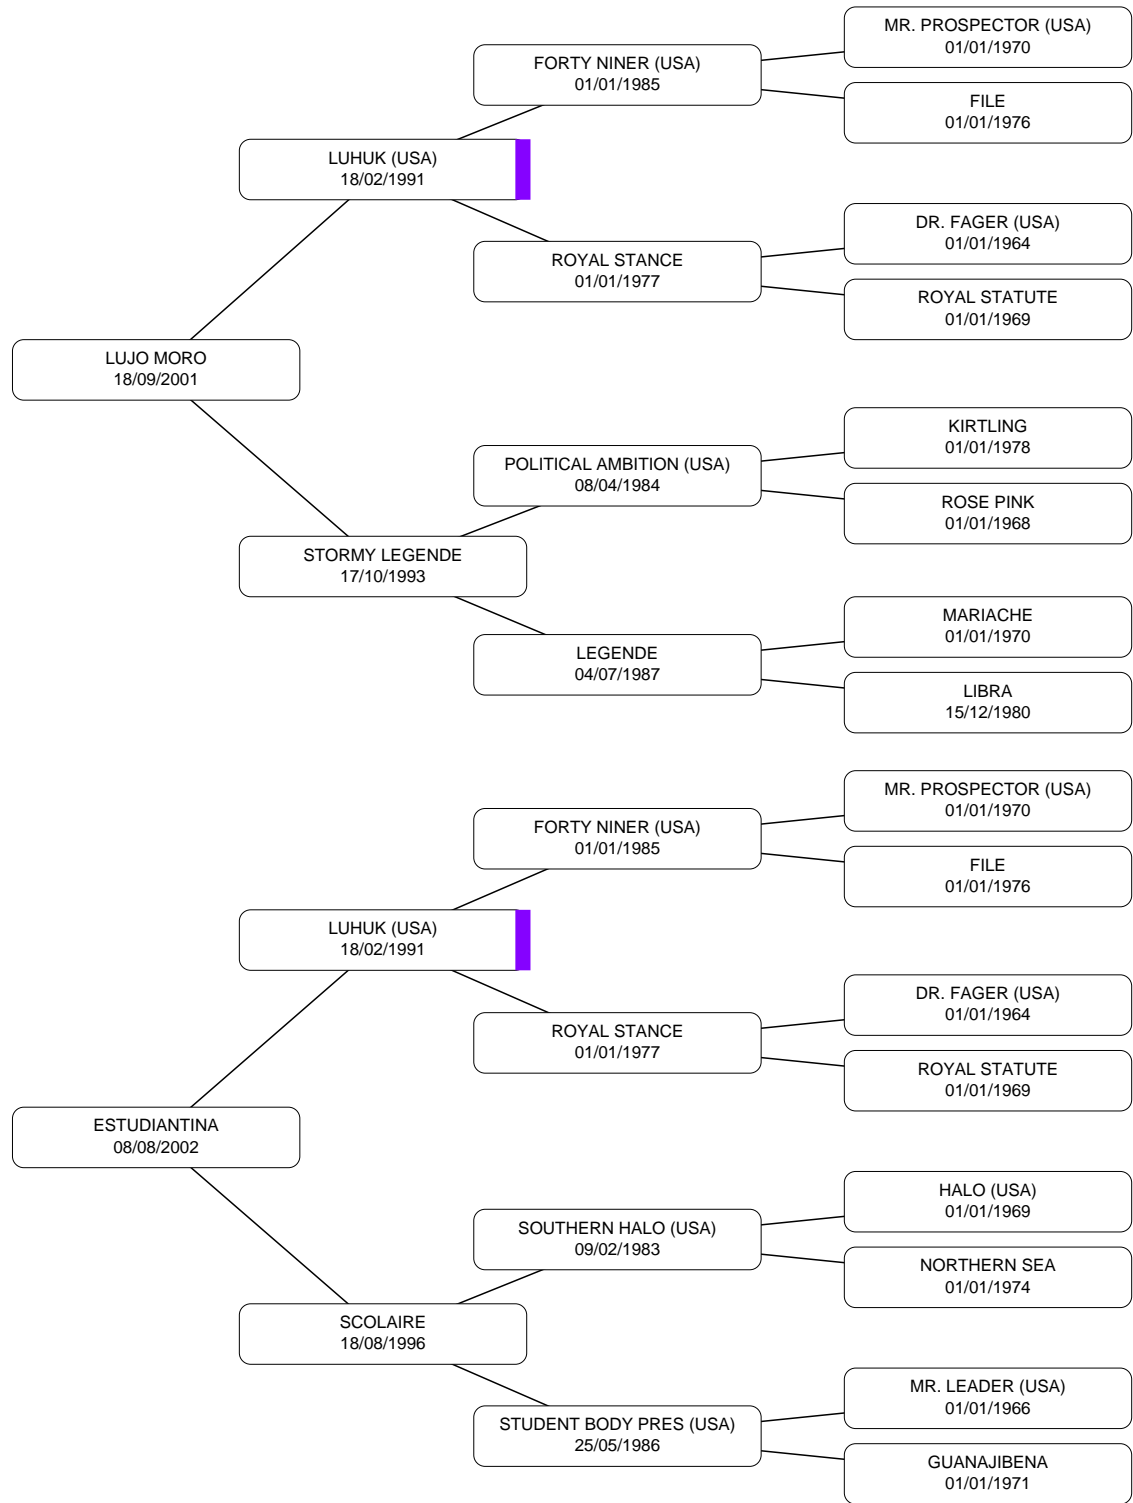 MR. PROSPECTOR (USA)
01/01/1970
FORTY NINER (USA)
01/01/1985
FILE
01/01/1976
LUHUK (USA)
18/02/1991
DR. FAGER (USA)
01/01/1964
ROYAL STANCE
01/01/1977
ROYAL STATUTE
01/01/1969
LUJO MORO
18/09/2001
KIRTLING
01/01/1978
POLITICAL AMBITION (USA)
08/04/1984
ROSE PINK
01/01/1968
STORMY LEGENDE
17/10/1993
MARIACHE
01/01/1970
LEGENDE
04/07/1987
LIBRA
15/12/1980
MR. PROSPECTOR (USA)
01/01/1970
FORTY NINER (USA)
01/01/1985
FILE
01/01/1976
LUHUK (USA)
18/02/1991
DR. FAGER (USA)
01/01/1964
ROYAL STANCE
01/01/1977
ROYAL STATUTE
01/01/1969
ESTUDIANTINA
08/08/2002
HALO (USA)
01/01/1969
SOUTHERN HALO (USA)
09/02/1983
NORTHERN SEA
01/01/1974
SCOLAIRE
18/08/1996
MR. LEADER (USA)
01/01/1966
STUDENT BODY PRES (USA)
25/05/1986
GUANAJIBENA
01/01/1971